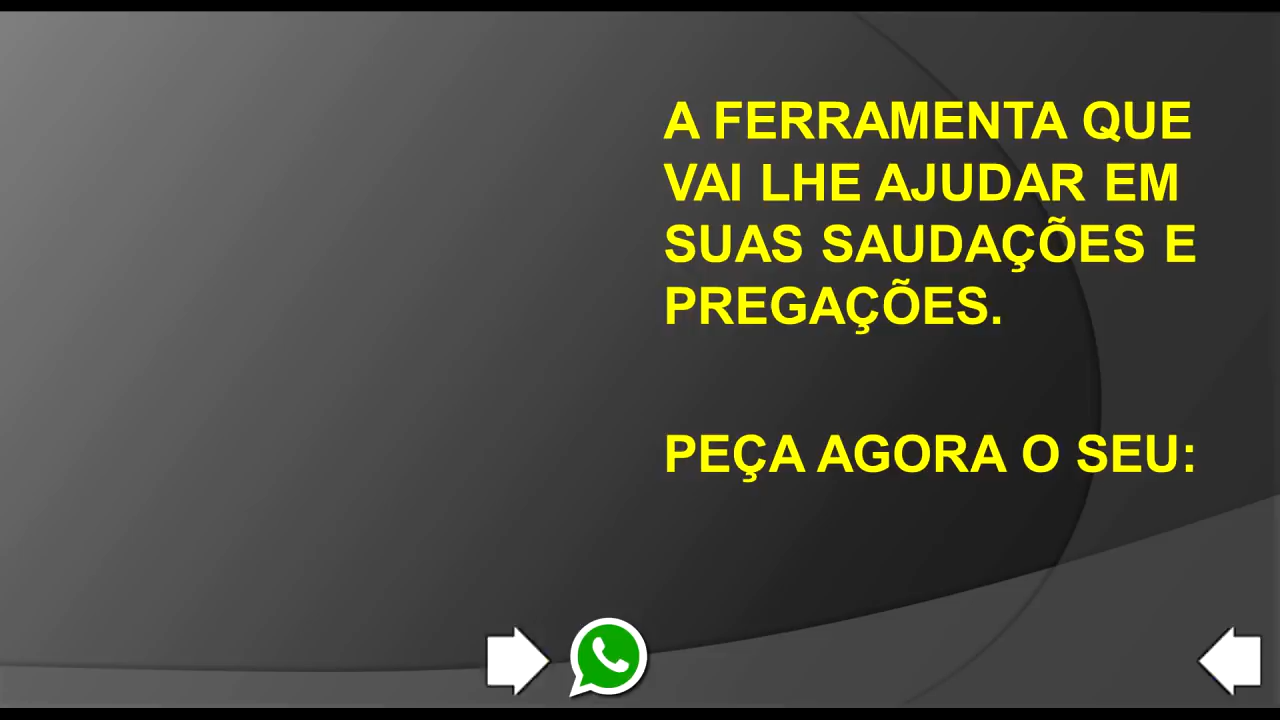 A FERRAMENTA QUE
VAI LHE AJUDAR EM
SUAS SAUDAÇÕES E
PREGAÇÕES.
PEÇA AGORA O SEU: